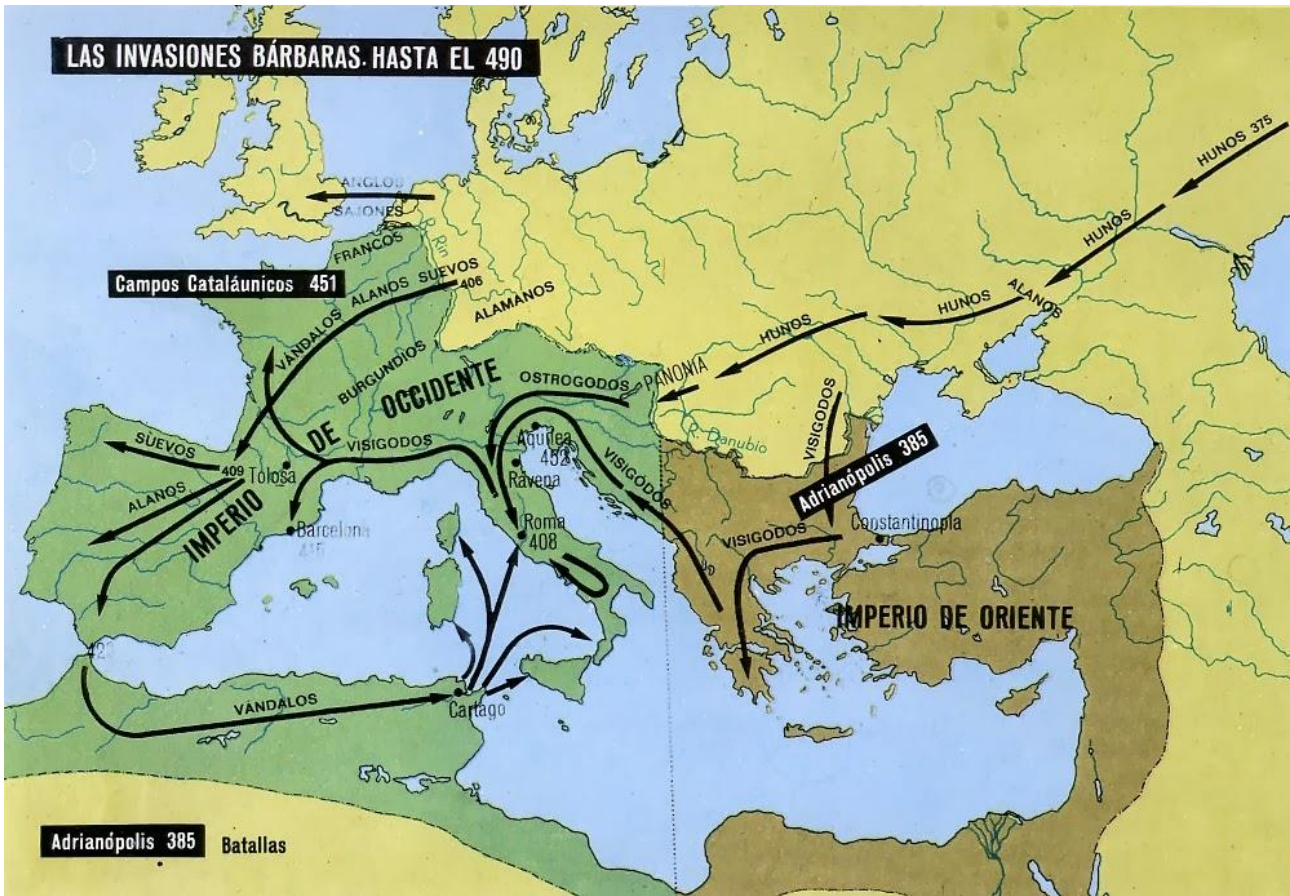 LAS INVASIONES BÁRBARAS. HASTA EL 490
HUNOS 375
ANGLOS
SAJONES
HUNOS
FRANCOS
R. Rin
Campos Cataláunicos 451
VÁNDALOS ALANOS SUEVOS
406
ALAMANOS
HUNOS ALANOS
HUNOS
BURGUNDIOS
OSTROGODOS
PANONIA
VISIGODOS
R. Danubio
IMPERIO DE OCCIDENTE
VISIGODOS
Aquilea
452
VISIGODOS
Adrianópolis 385
SUEVOS
409
Tolosa
Ravena
ALANOS
Barcelona
Roma
408
VISIGODOS
Constantinopla
IMPERIO DE ORIENTE
VÁNDALOS
Cartago
Adrianópolis 385 Batallas